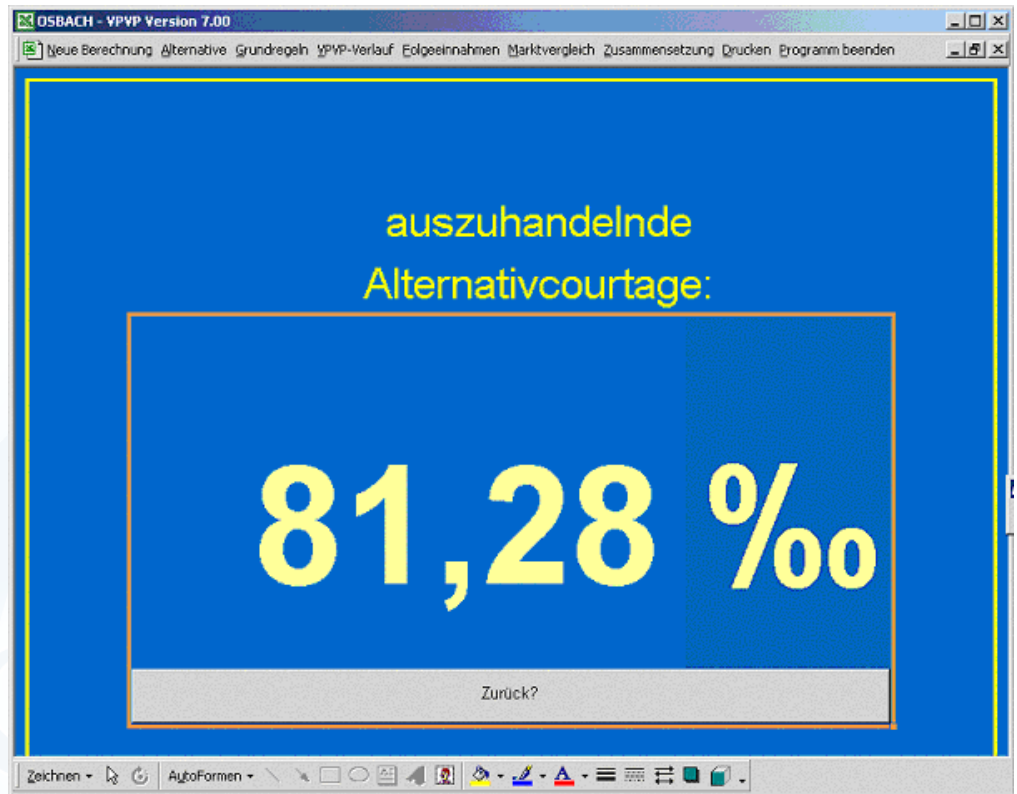 OSBACH - VPVP Version 7.00
Neue Berechnung Alternative Grundregeln VPVP-Verlauf Folgeeinnahmen Marktvergleich Zusammensetzung Drucken Programm beenden
auszuhandelnde
Alternativcourtage:
81,28 ‰
Zurück?
Zeichnen AutoFormen